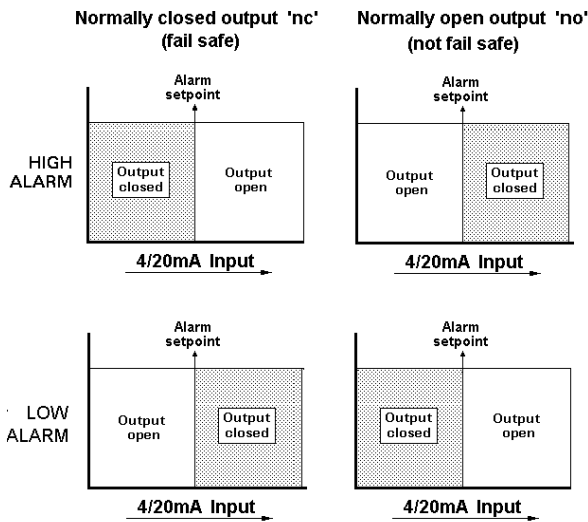 Normally closed output 'nc'
(fail safe)
Normally open output 'no'
(not fail safe)
HIGH
ALARM
Alarm
setpoint
Output
closed
Output
open
4/20mA Input
Alarm
setpoint
Output
open
Output
closed
4/20mA Input
LOW
ALARM
Alarm
setpoint
Output
open
Output
closed
4/20mA Input
Alarm
setpoint
Output
closed
Output
open
4/20mA Input